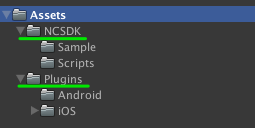 Assets
NCSDK
Sample
Scripts
Plugins
Android
iOS